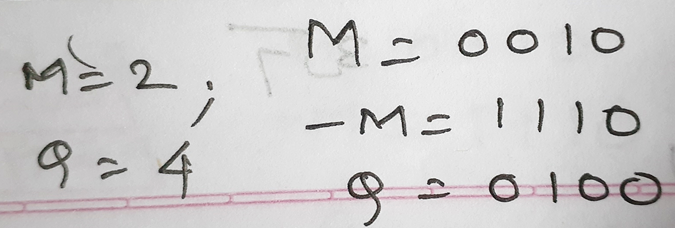 M = 2 ;
Q = 4
M = 0010
-M = 1110
Q = 0100